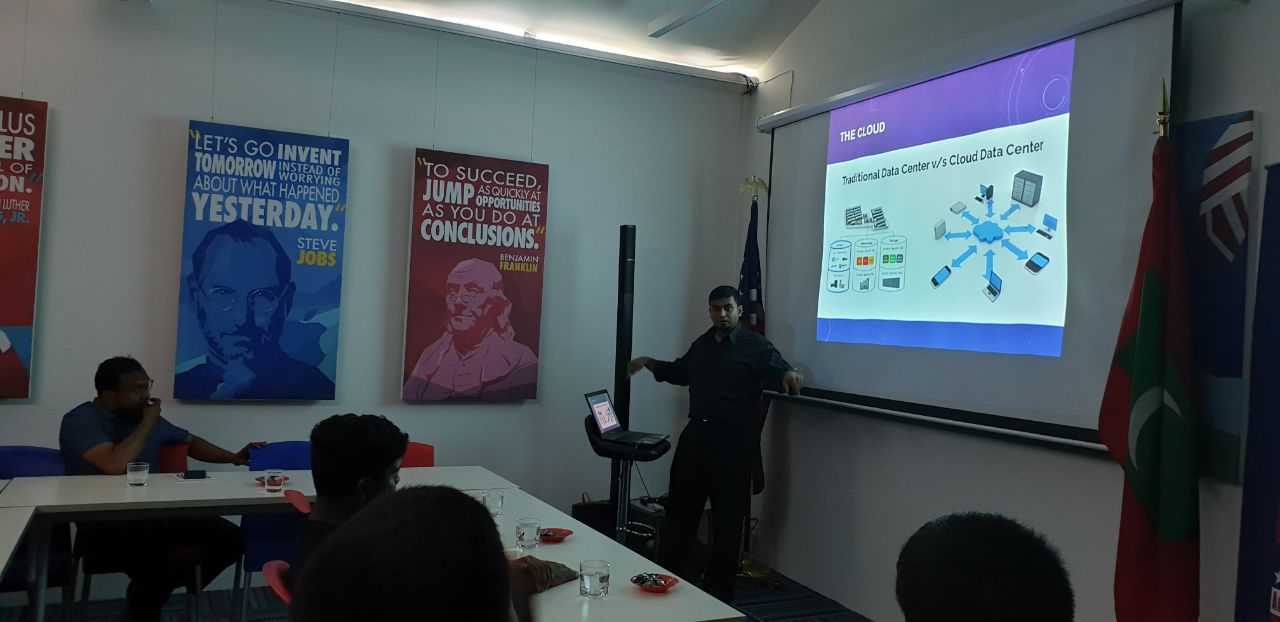 LUS
ER
L OF
ON."
N LUTHER
S, JR.
"LET'S GO INVENT
TOMORROW INSTEAD OF
WORRYING
ABOUT WHAT HAPPENED
YESTERDAY."
STEVE
JOBS
"TO SUCCEED,
JUMP AS QUICKLY AT
OPPORTUNITIES
AS YOU DO AT
CONCLUSIONS."
BENJAMIN
FRANKLIN
THE CLOUD
Traditional Data Center v/s Cloud Data Center